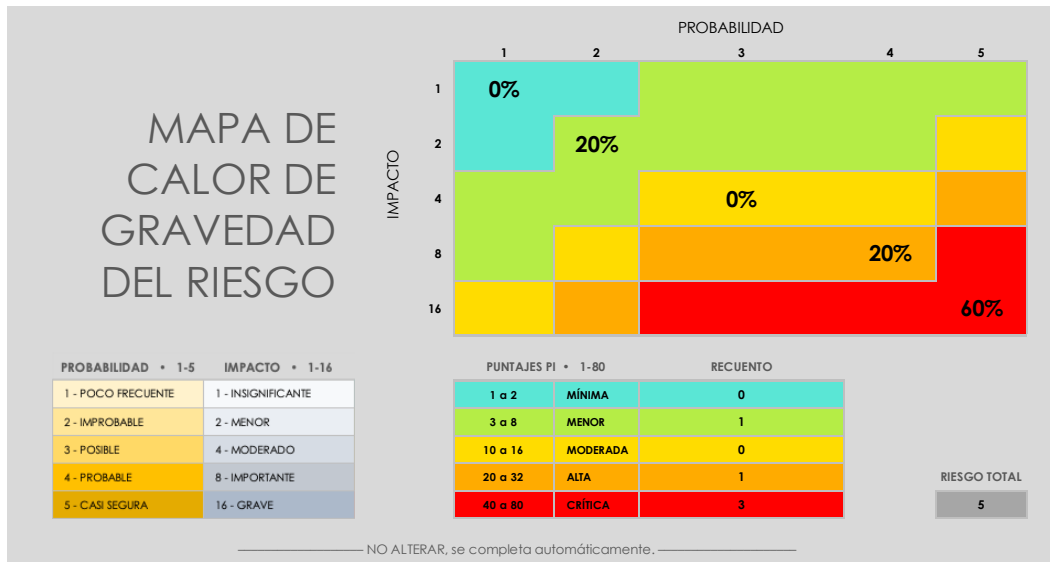 MAPA DE
CALOR DE
GRAVEDAD
DEL RIESGO
PROBABILIDAD
1 2 3 4 5
IMPACTO
1 0%
2 20%
4 0%
8 20%
16 60%
PROBABILIDAD • 1-5 IMPACTO • 1-16
1 - POCO FRECUENTE 1 - INSIGNIFICANTE
2 - IMPROBABLE 2 - MENOR
3 - POSIBLE 4 - MODERADO
4 - PROBABLE 8 - IMPORTANTE
5 - CASI SEGURA 16 - GRAVE
PUNTAJES PI • 1-80 RECUENTO
1 a 2 MÍNIMA 0
3 a 8 MENOR 1
10 a 16 MODERADA 0
20 a 32 ALTA 1
40 a 80 CRÍTICA 3
RIESGO TOTAL
5
NO ALTERAR, se completa automáticamente.